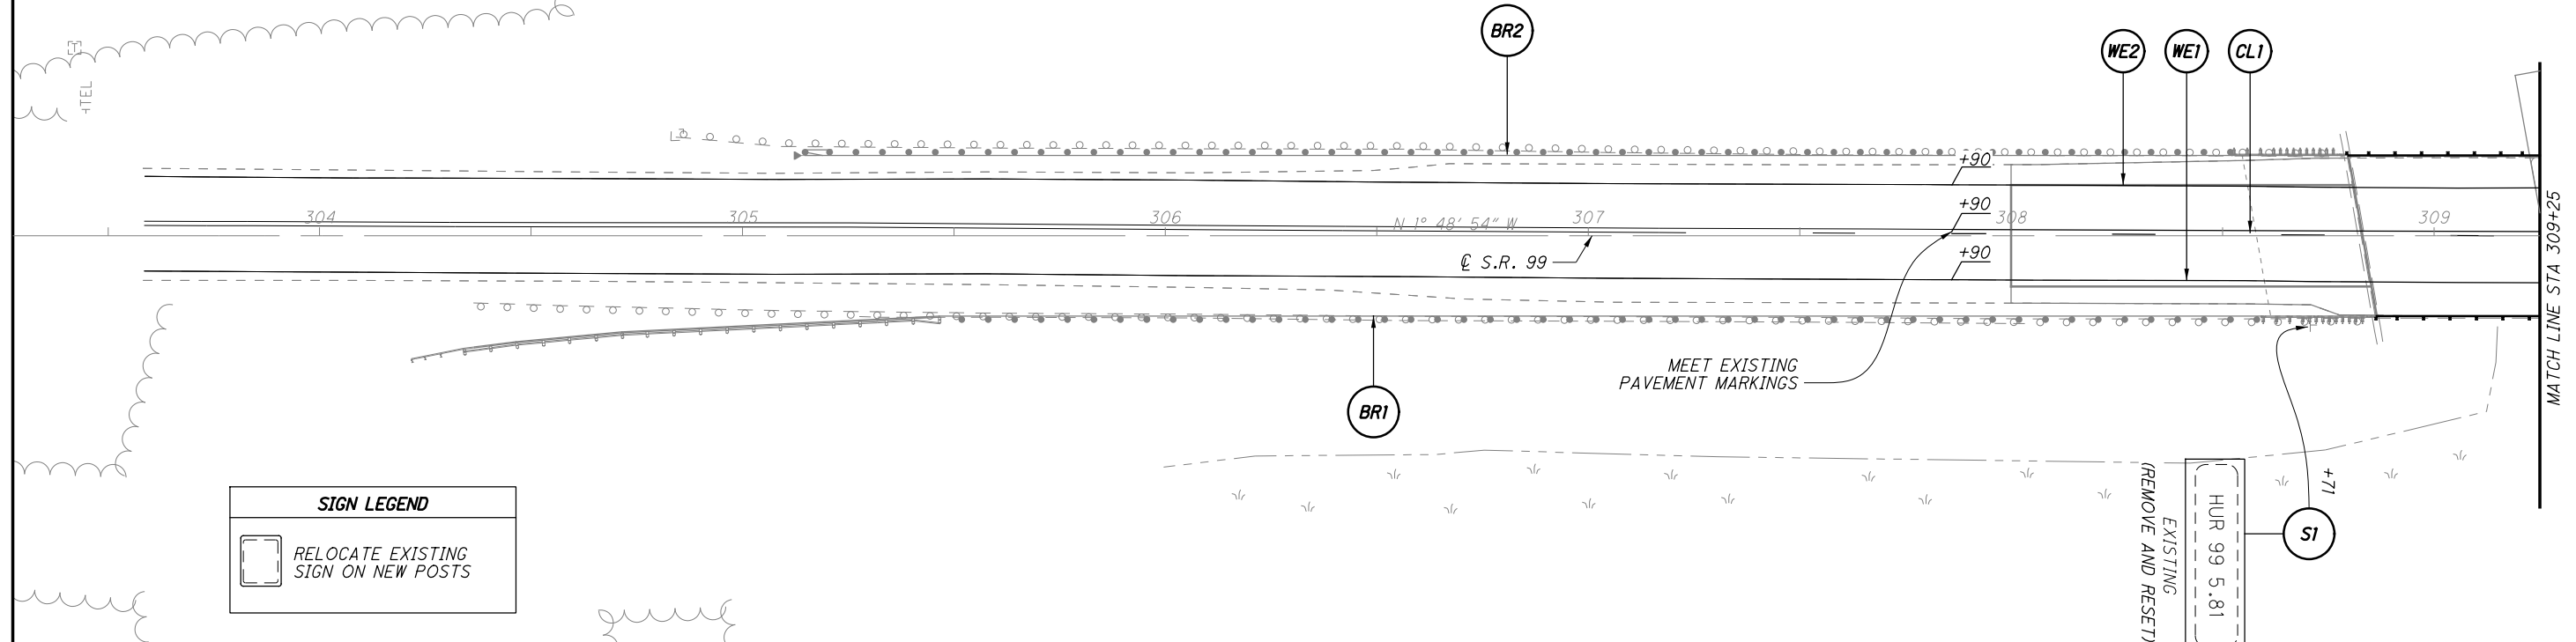 BR2
WE2
WE1
CL1
TEL
+90
304
305
306
N 1° 48' 54" W
307
+90
308
309
℄ S.R. 99
+90
MATCH LINE STA 309+25
MEET EXISTING
PAVEMENT MARKINGS
BR1
+71
S1
HUR 99 5.81
EXISTING
(REMOVE AND RESET)
SIGN LEGEND
RELOCATE EXISTING
SIGN ON NEW POSTS